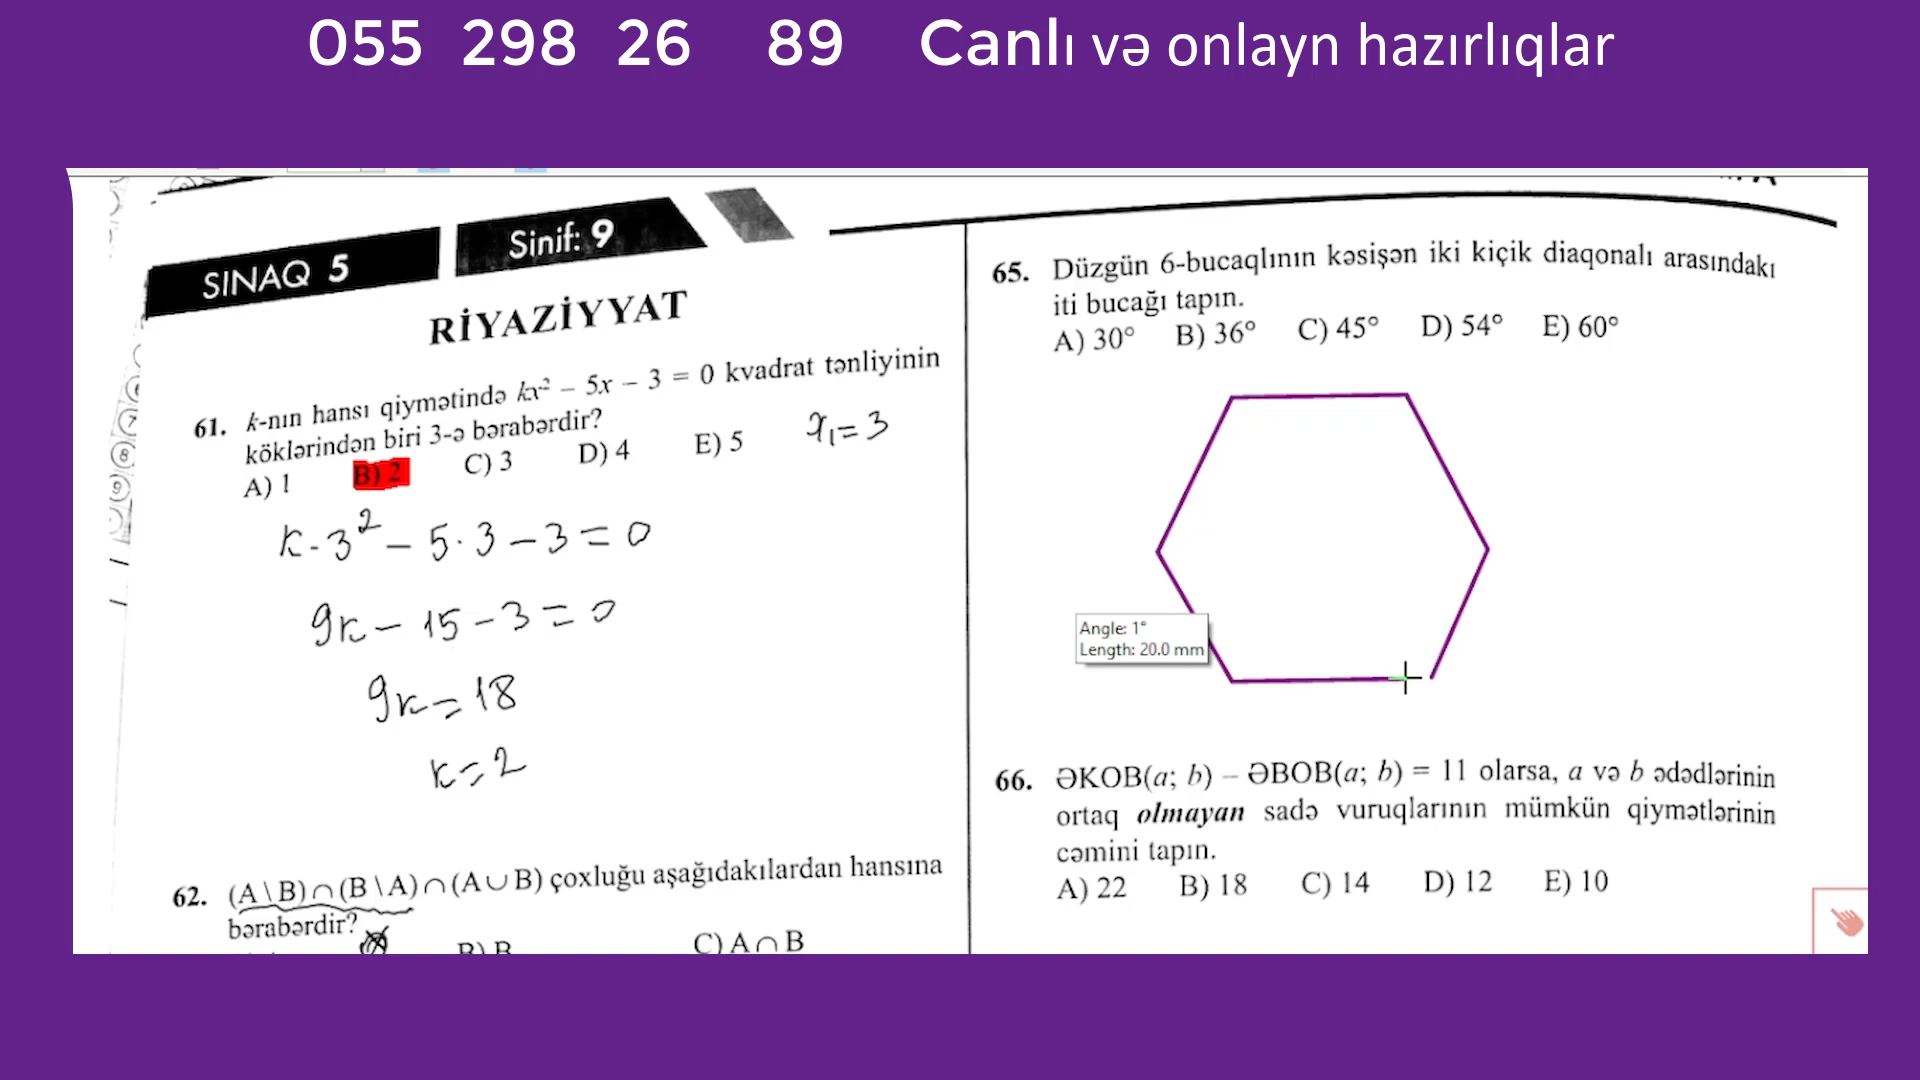 055 298 26 89 Canlı və onlayn hazırlıqlar
SINAQ 5
Sinif: 9
RİYAZİYYAT
61. k-nın hansı qiymətində kx² – 5x – 3 = 0 kvadrat tənliyinin
köklərindən biri 3-ə bərabərdir?
A) 1 B) 2 C) 3 D) 4 E) 5
x₁ = 3
k · 3² – 5 · 3 – 3 = 0
9k – 15 – 3 = 0
9k = 18
k = 2
62. (A \ B) ∩ (B \ A) ∩ (A ∪ B) çoxluğu aşağıdakılardan hansına
bərabərdir?
B) B C) A ∩ B
65. Düzgün 6-bucaqlının kəsişən iki kiçik diaqonalı arasındakı
iti bucağı tapın.
A) 30° B) 36° C) 45° D) 54° E) 60°
Angle: 1°
Length: 20.0 mm
66. ƏKOB(a; b) – ƏBOB(a; b) = 11 olarsa, a və b ədədlərinin
ortaq olmayan sadə vuruqlarının mümkün qiymətlərinin
cəmini tapın.
A) 22 B) 18 C) 14 D) 12 E) 10